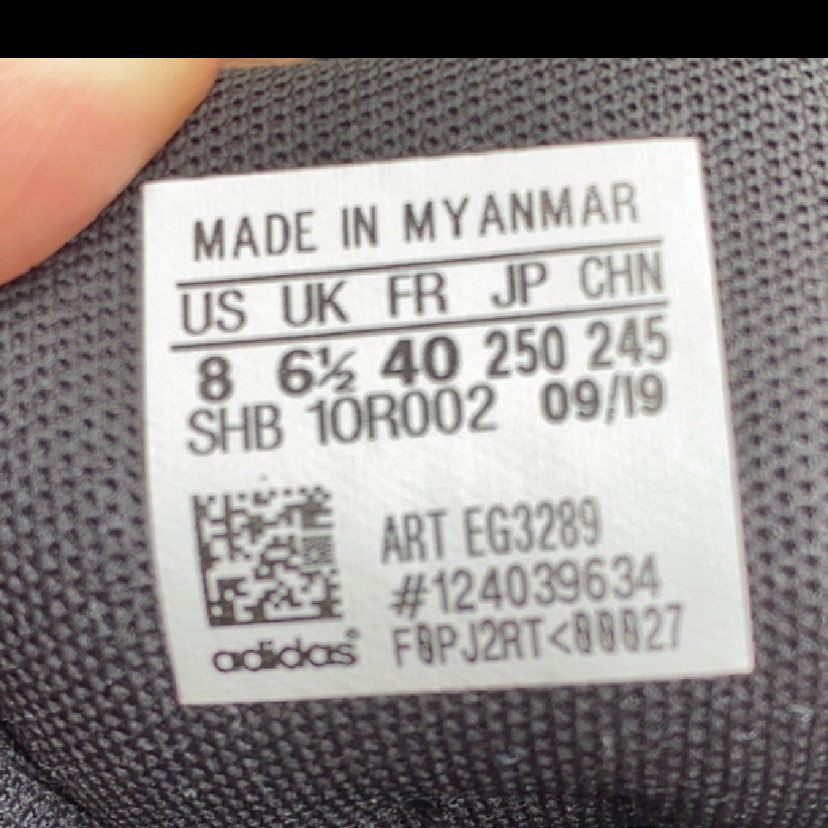 MADE IN MYANMAR
US UK FR JP CHN
8 6½ 40 250 245
SHB 10R002 09/19
ART EG3289
#124039634
F0PJ2RT<00027
adidas®